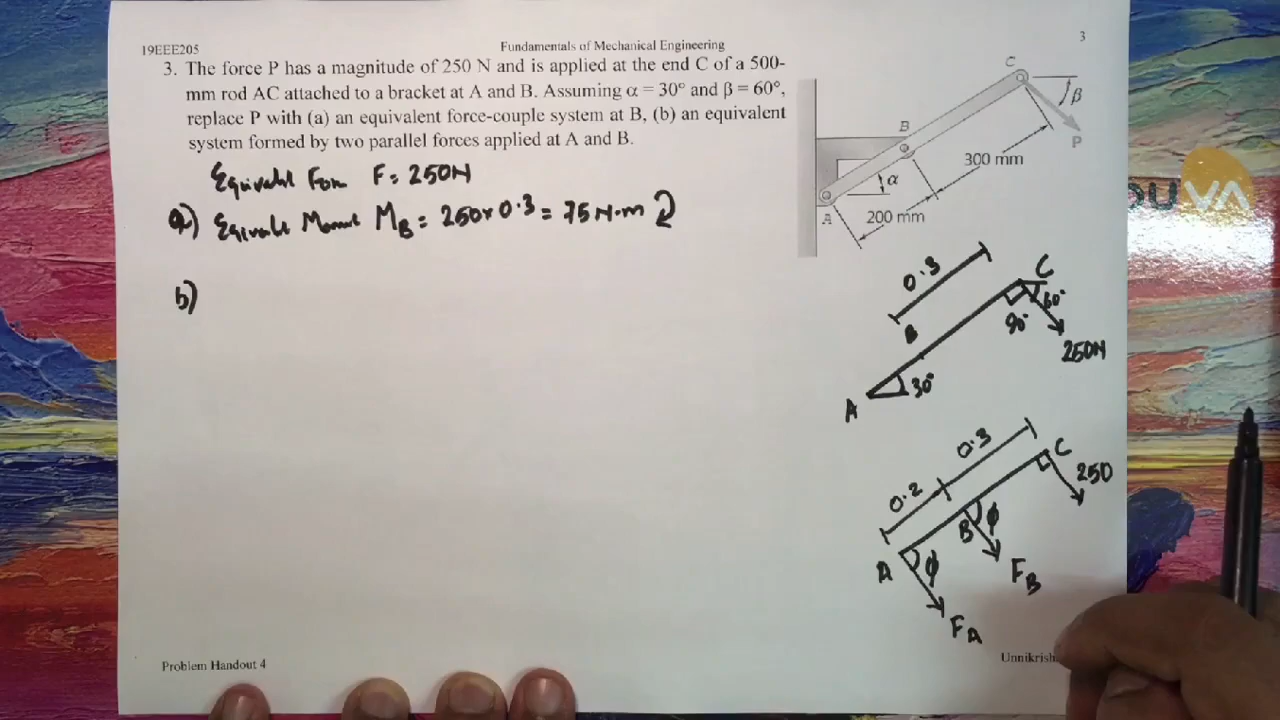 3
19EEE205 Fundamentals of Mechanical Engineering
3. The force P has a magnitude of 250 N and is applied at the end C of a 500-
mm rod AC attached to a bracket at A and B. Assuming α = 30° and β = 60°,
replace P with (a) an equivalent force-couple system at B, (b) an equivalent
system formed by two parallel forces applied at A and B.
F = 250N
a) M_B = 250 × 0.3 = 75 N.m
b)
C
β
P
B
300 mm
α
A
200 mm
0.3
C
B
60°
90°
250N
30°
A
0.3
C
0.2
250
B
φ
A
φ
F_B
F_A
UVA
Problem Handout 4
Unnikrish